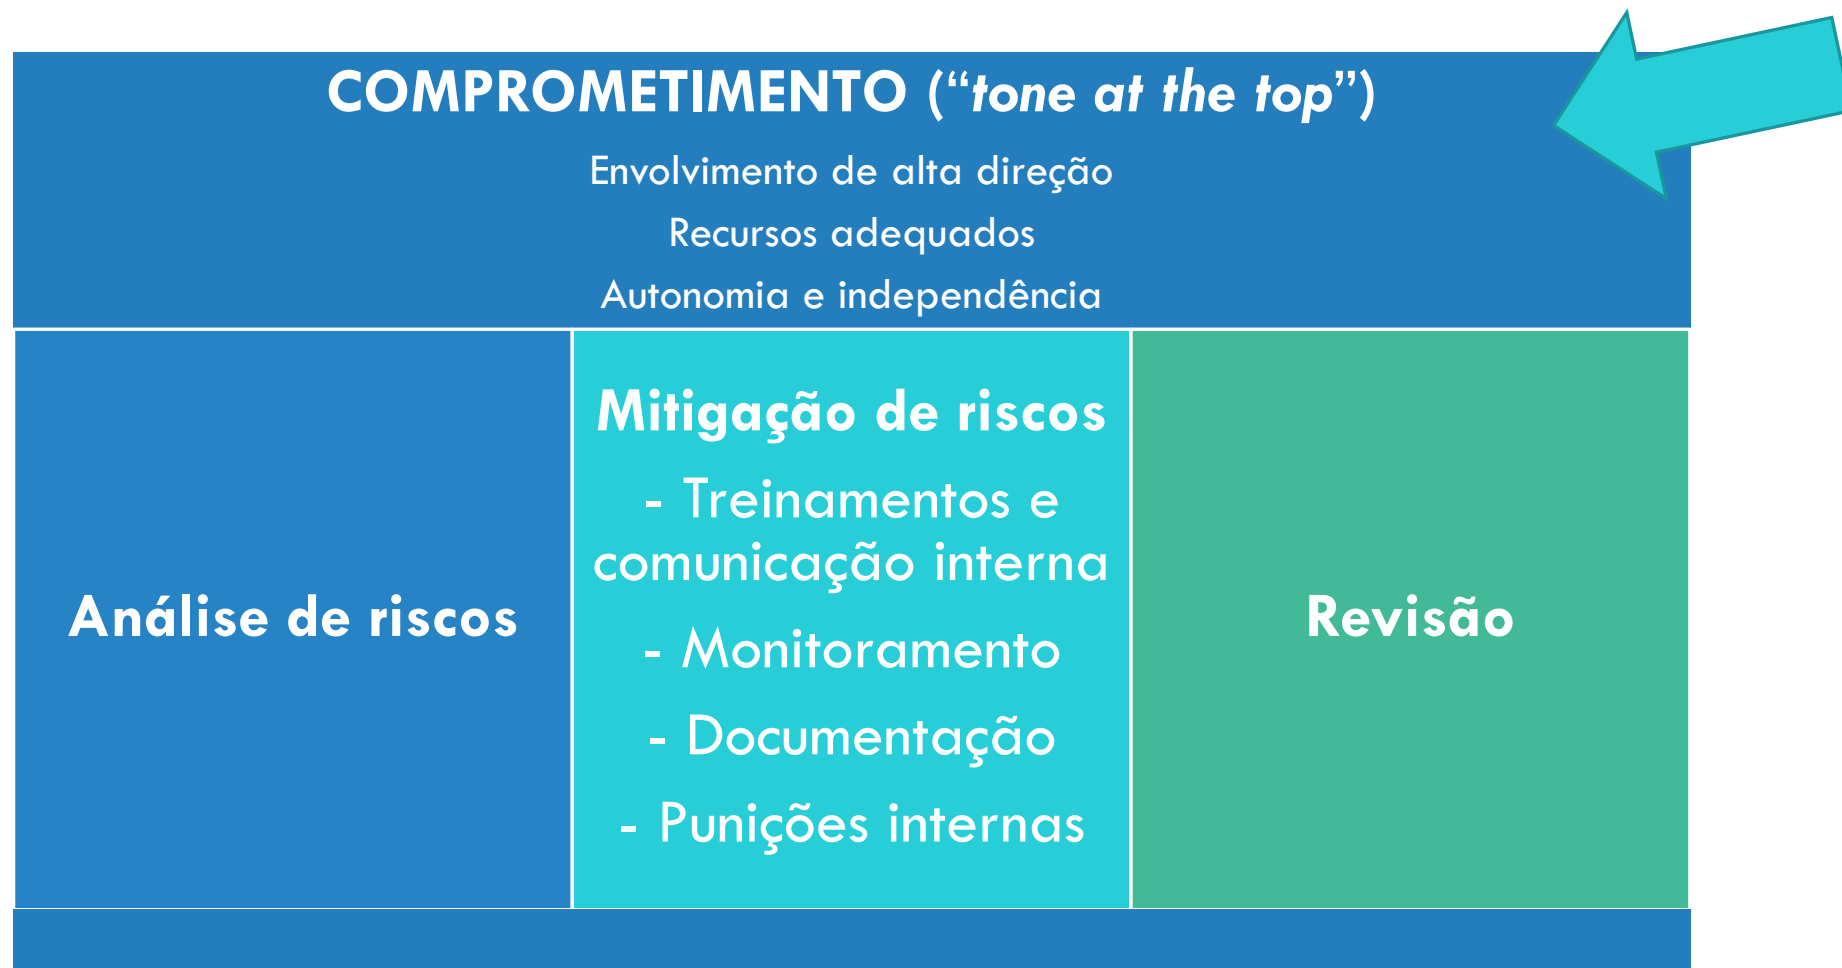 COMPROMETIMENTO (“tone at the top”)
Envolvimento de alta direção
Recursos adequados
Autonomia e independência
Análise de riscos
Mitigação de riscos
- Treinamentos e
comunicação interna
- Monitoramento
- Documentação
- Punições internas
Revisão